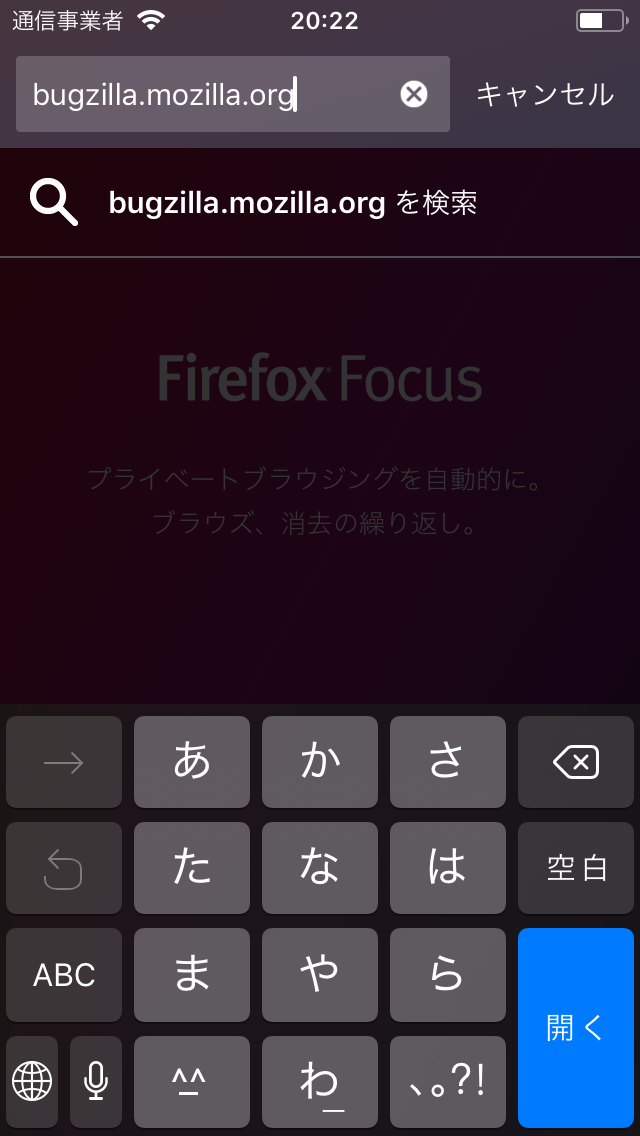 通信事業者 20:22
bugzilla.mozilla.org キャンセル
bugzilla.mozilla.org を検索
Firefox Focus
プライベートブラウジングを自動的に。
ブラウズ、消去の繰り返し。
→ あ か さ
た な は 空白
ABC ま や ら 開く
^^ わ_ 、。?!